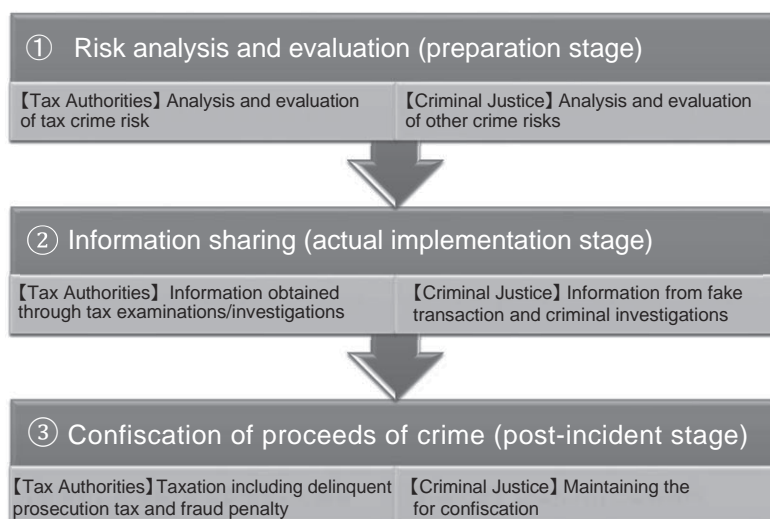 ① Risk analysis and evaluation (preparation stage)
【Tax Authorities】Analysis and evaluation
of tax crime risk
【Criminal Justice】Analysis and evaluation
of other crime risks
② Information sharing (actual implementation stage)
【Tax Authorities】 Information obtained
through tax examinations/investigations
【Criminal Justice】Information from fake
transaction and criminal investigations
③ Confiscation of proceeds of crime (post-incident stage)
【Tax Authorities】Taxation including delinquent
prosecution tax and fraud penalty
【Criminal Justice】Maintaining the
for confiscation